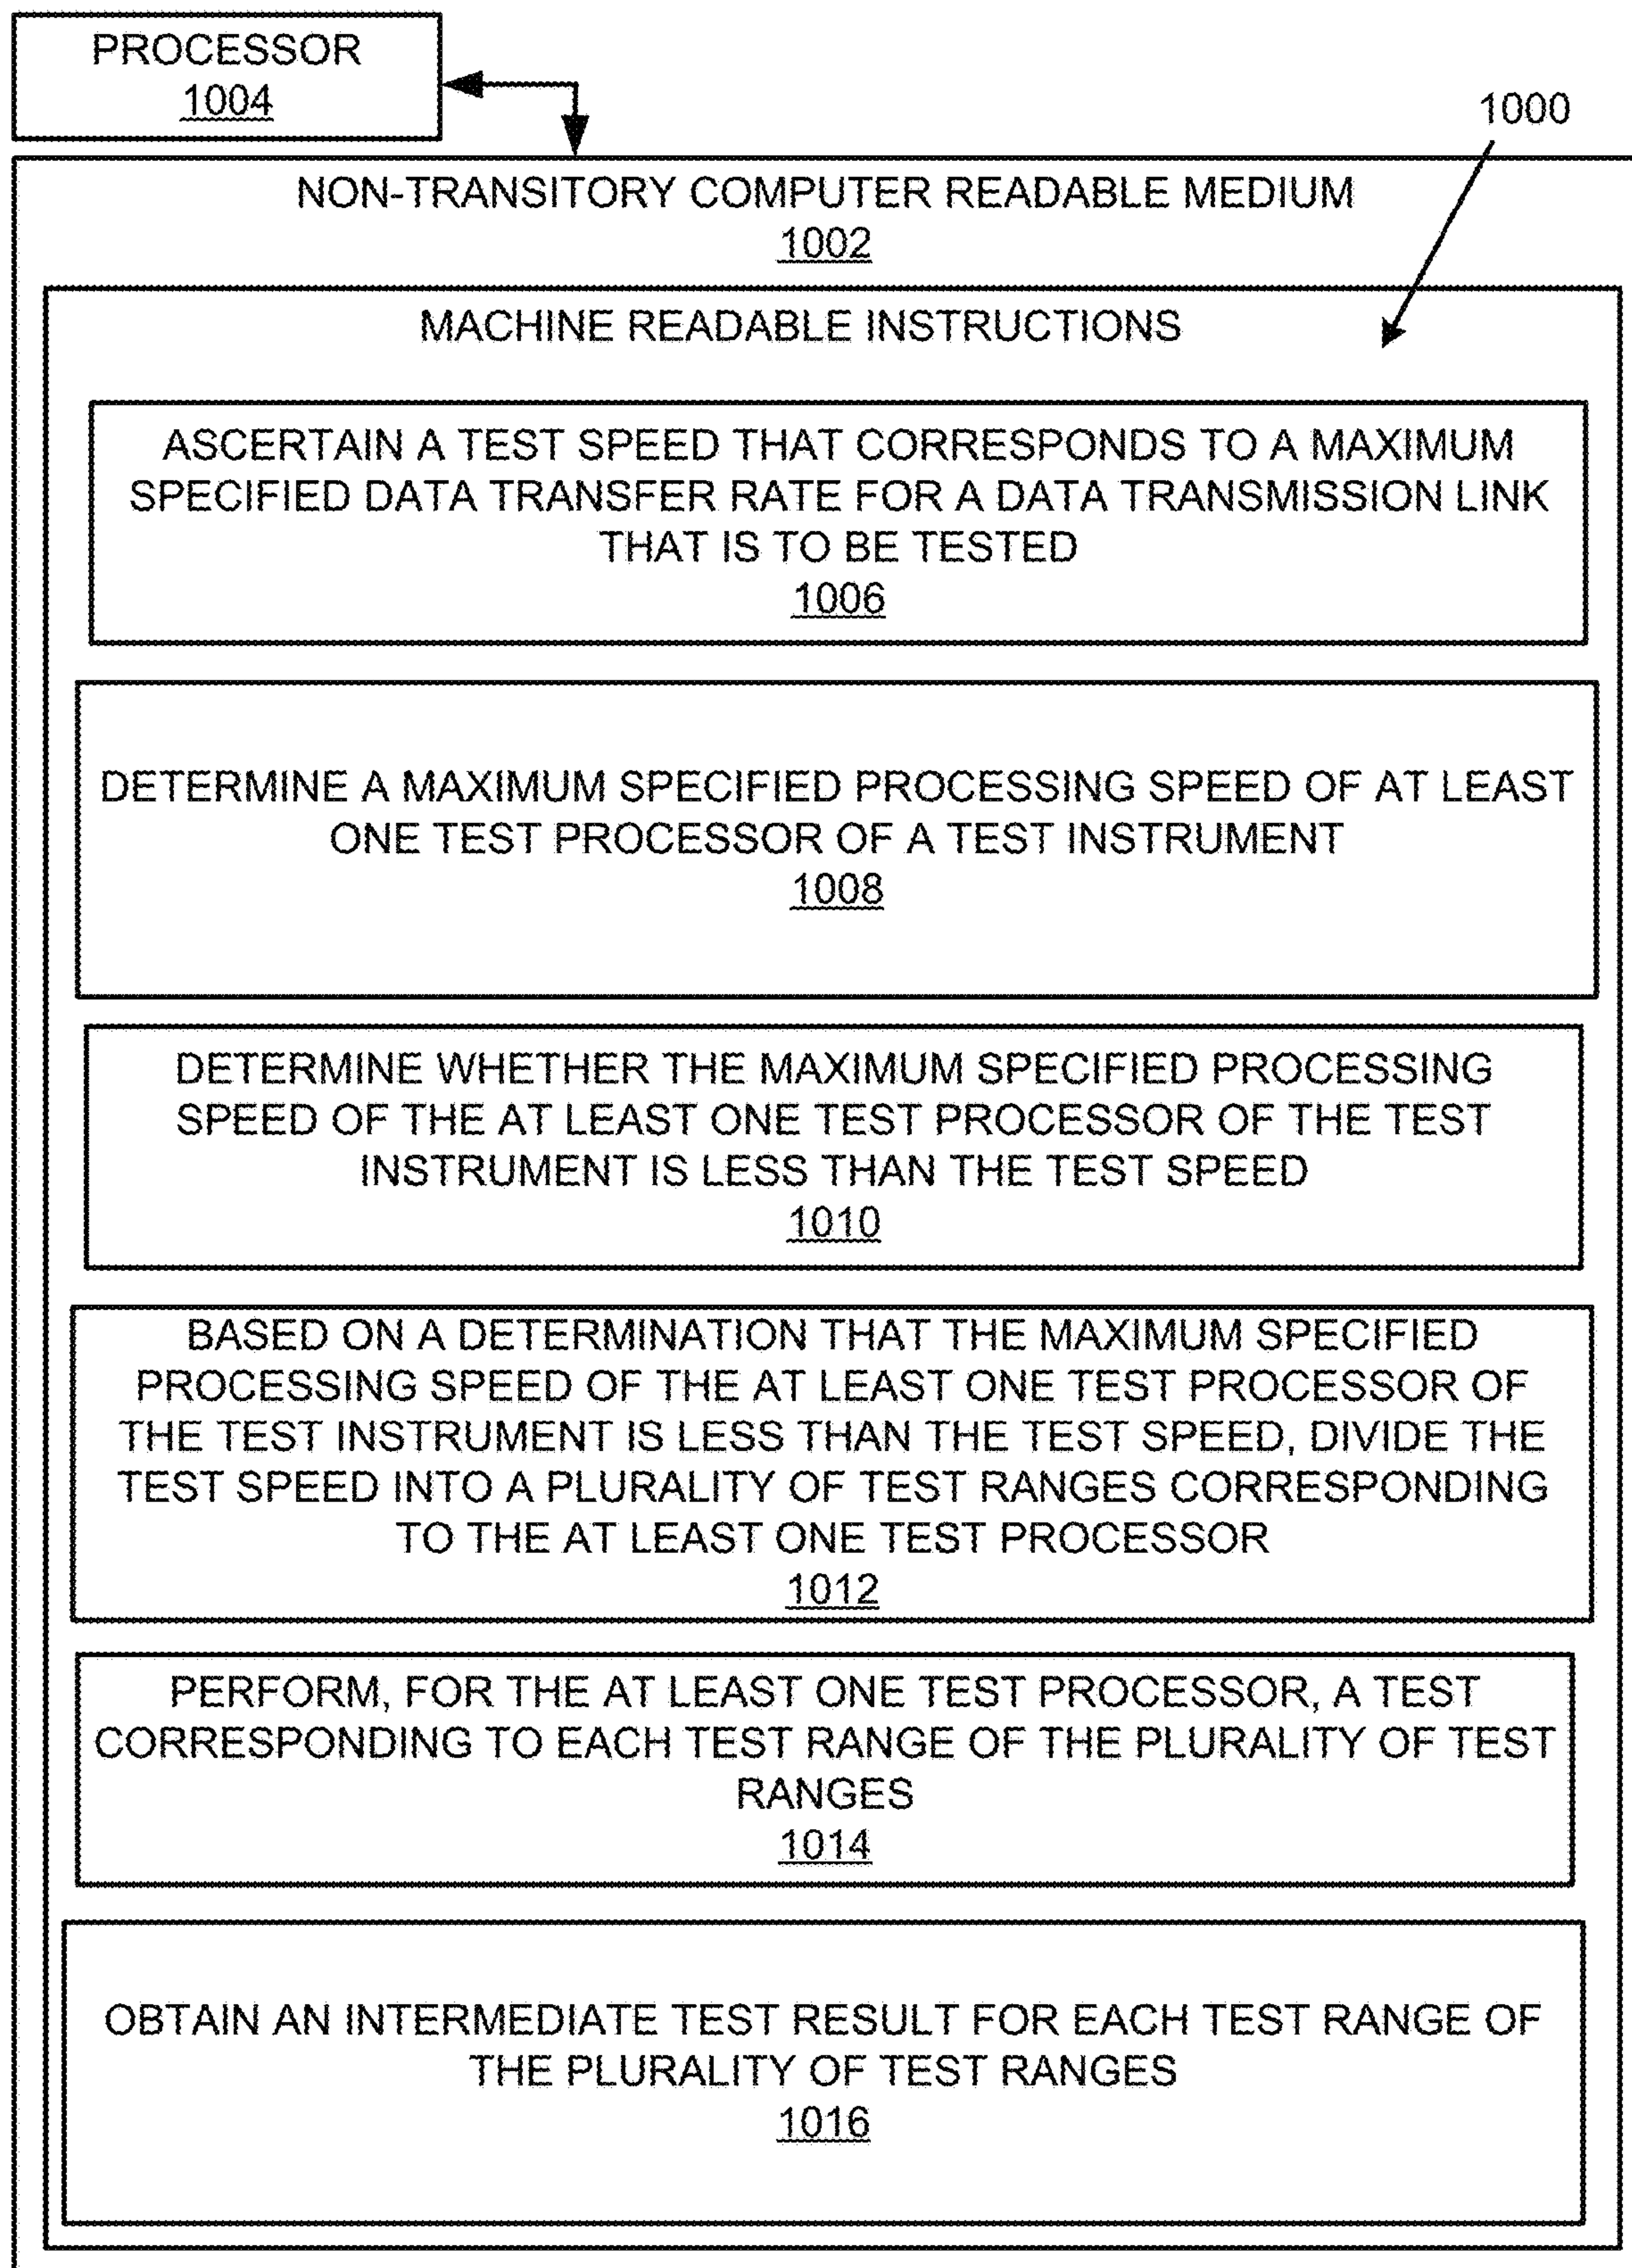 PROCESSOR
1004
1000
NON-TRANSITORY COMPUTER READABLE MEDIUM
1002
MACHINE READABLE INSTRUCTIONS
ASCERTAIN A TEST SPEED THAT CORRESPONDS TO A MAXIMUM
SPECIFIED DATA TRANSFER RATE FOR A DATA TRANSMISSION LINK
THAT IS TO BE TESTED
1006
DETERMINE A MAXIMUM SPECIFIED PROCESSING SPEED OF AT LEAST
ONE TEST PROCESSOR OF A TEST INSTRUMENT
1008
DETERMINE WHETHER THE MAXIMUM SPECIFIED PROCESSING
SPEED OF THE AT LEAST ONE TEST PROCESSOR OF THE TEST
INSTRUMENT IS LESS THAN THE TEST SPEED
1010
BASED ON A DETERMINATION THAT THE MAXIMUM SPECIFIED
PROCESSING SPEED OF THE AT LEAST ONE TEST PROCESSOR OF
THE TEST INSTRUMENT IS LESS THAN THE TEST SPEED, DIVIDE THE
TEST SPEED INTO A PLURALITY OF TEST RANGES CORRESPONDING
TO THE AT LEAST ONE TEST PROCESSOR
1012
PERFORM, FOR THE AT LEAST ONE TEST PROCESSOR, A TEST
CORRESPONDING TO EACH TEST RANGE OF THE PLURALITY OF TEST
RANGES
1014
OBTAIN AN INTERMEDIATE TEST RESULT FOR EACH TEST RANGE OF
THE PLURALITY OF TEST RANGES
1016